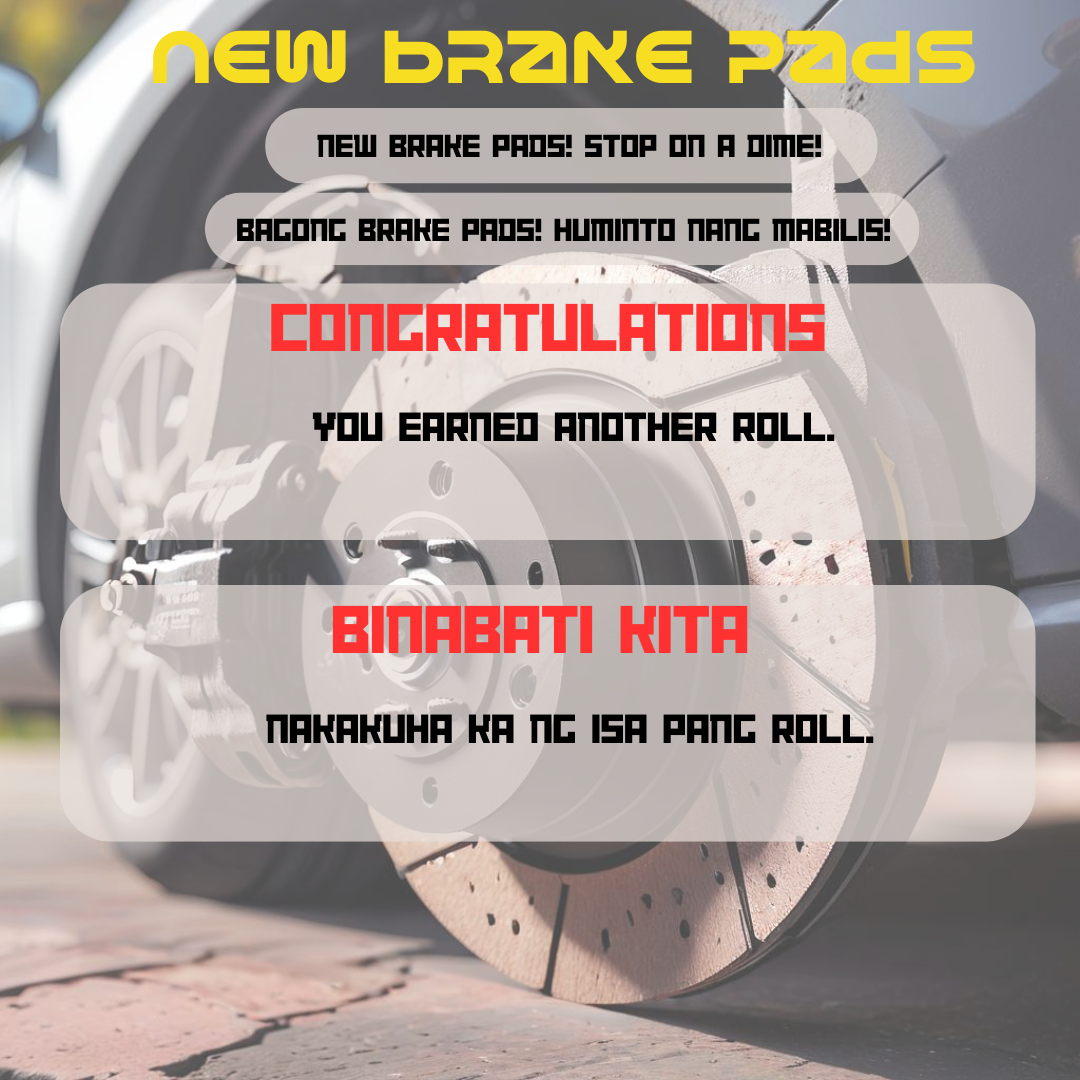 NEW BRAKE PADS
NEW BRAKE PADS! STOP ON A DIME!
BAGONG BRAKE PADS! HUMINTO NANG MABILIS!
CONGRATULATIONS
YOU EARNED ANOTHER ROLL.
BINABATI KITA
NAKAKUHA KA NG ISA PANG ROLL.